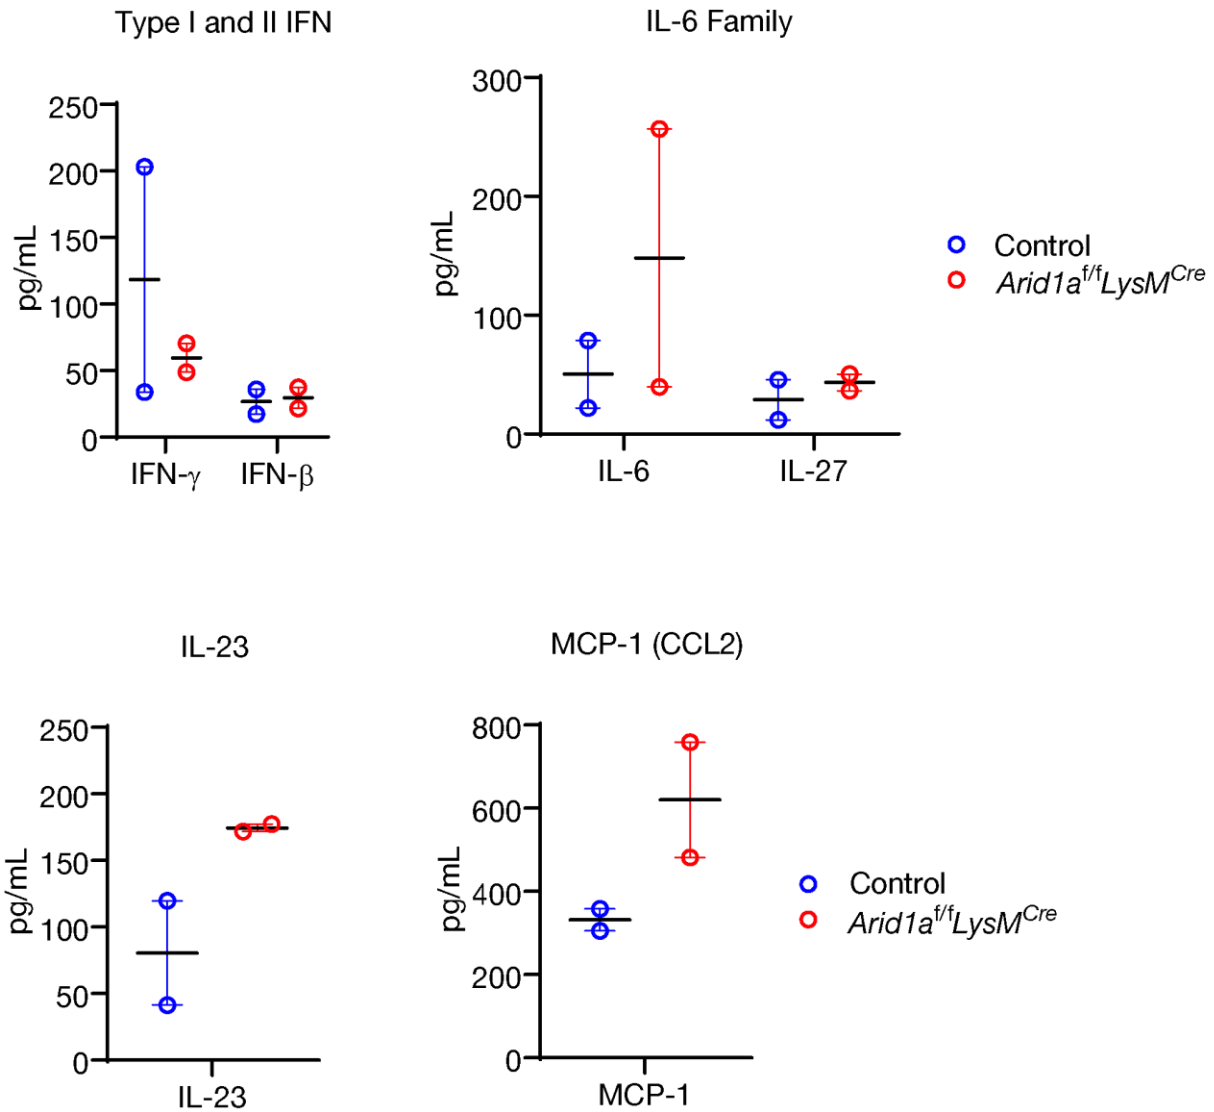 Type I and II IFN
IL-6 Family
250
200
150
100
50
0
pg/mL
IFN-γ
IFN-β
300
200
100
0
pg/mL
IL-6
IL-27
Control
Arid1af/fLysMCre
IL-23
MCP-1 (CCL2)
250
200
150
100
50
0
pg/mL
IL-23
800
600
400
200
0
pg/mL
MCP-1
Control
Arid1af/fLysMCre